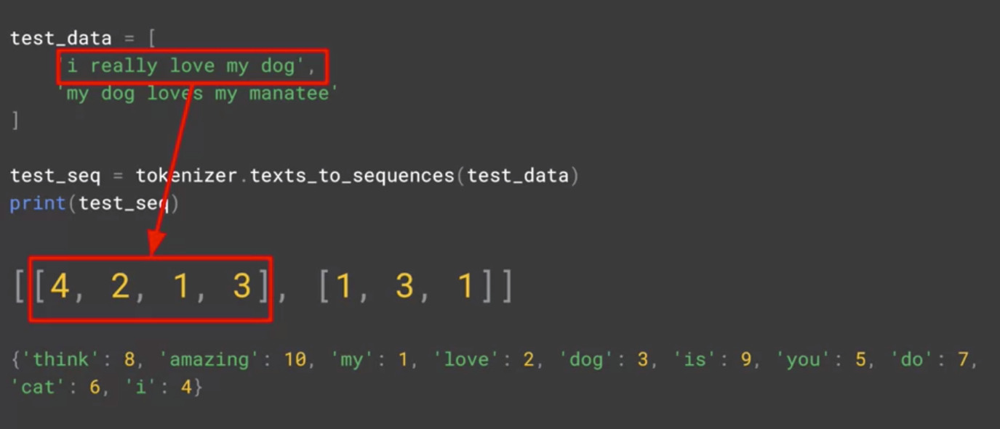 test_data = [
    'i really love my dog',
    'my dog loves my manatee'
]
test_seq = tokenizer.texts_to_sequences(test_data)
print(test_seq)
[[4, 2, 1, 3], [1, 3, 1]]
{'think': 8, 'amazing': 10, 'my': 1, 'love': 2, 'dog': 3, 'is': 9, 'you': 5, 'do': 7,
'cat': 6, 'i': 4}